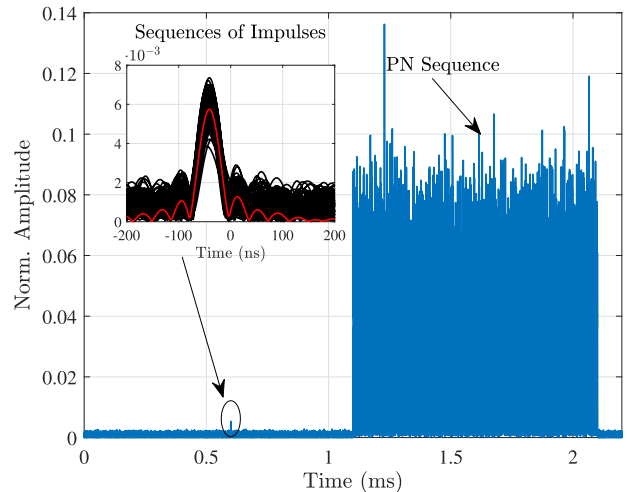 Sequences of Impulses
·10⁻³
8
6
4
2
0
-200 -100 0 100 200
Time (ns)
PN Sequence
0.14
0.12
0.1
0.08
0.06
0.04
0.02
0
Norm. Amplitude
0 0.5 1 1.5 2
Time (ms)